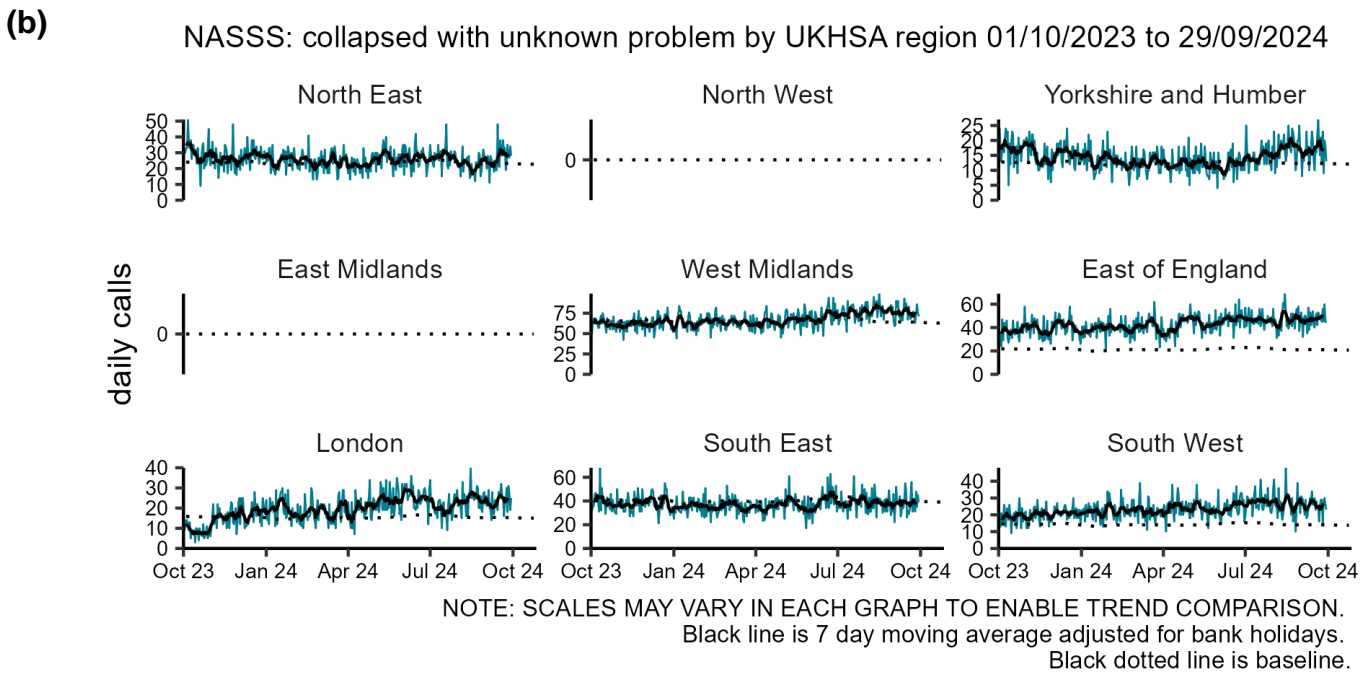 (b)
NASSS: collapsed with unknown problem by UKHSA region 01/10/2023 to 29/09/2024
daily calls
North East
50
40
30
20
10
0
North West
0
Yorkshire and Humber
25
20
15
10
5
0
East Midlands
0
West Midlands
75
50
25
0
East of England
60
40
20
0
London
40
30
20
10
0
Oct 23 Jan 24 Apr 24 Jul 24 Oct 24
South East
60
40
20
0
Oct 23 Jan 24 Apr 24 Jul 24 Oct 24
South West
40
30
20
10
0
Oct 23 Jan 24 Apr 24 Jul 24 Oct 24
NOTE: SCALES MAY VARY IN EACH GRAPH TO ENABLE TREND COMPARISON.
Black line is 7 day moving average adjusted for bank holidays.
Black dotted line is baseline.